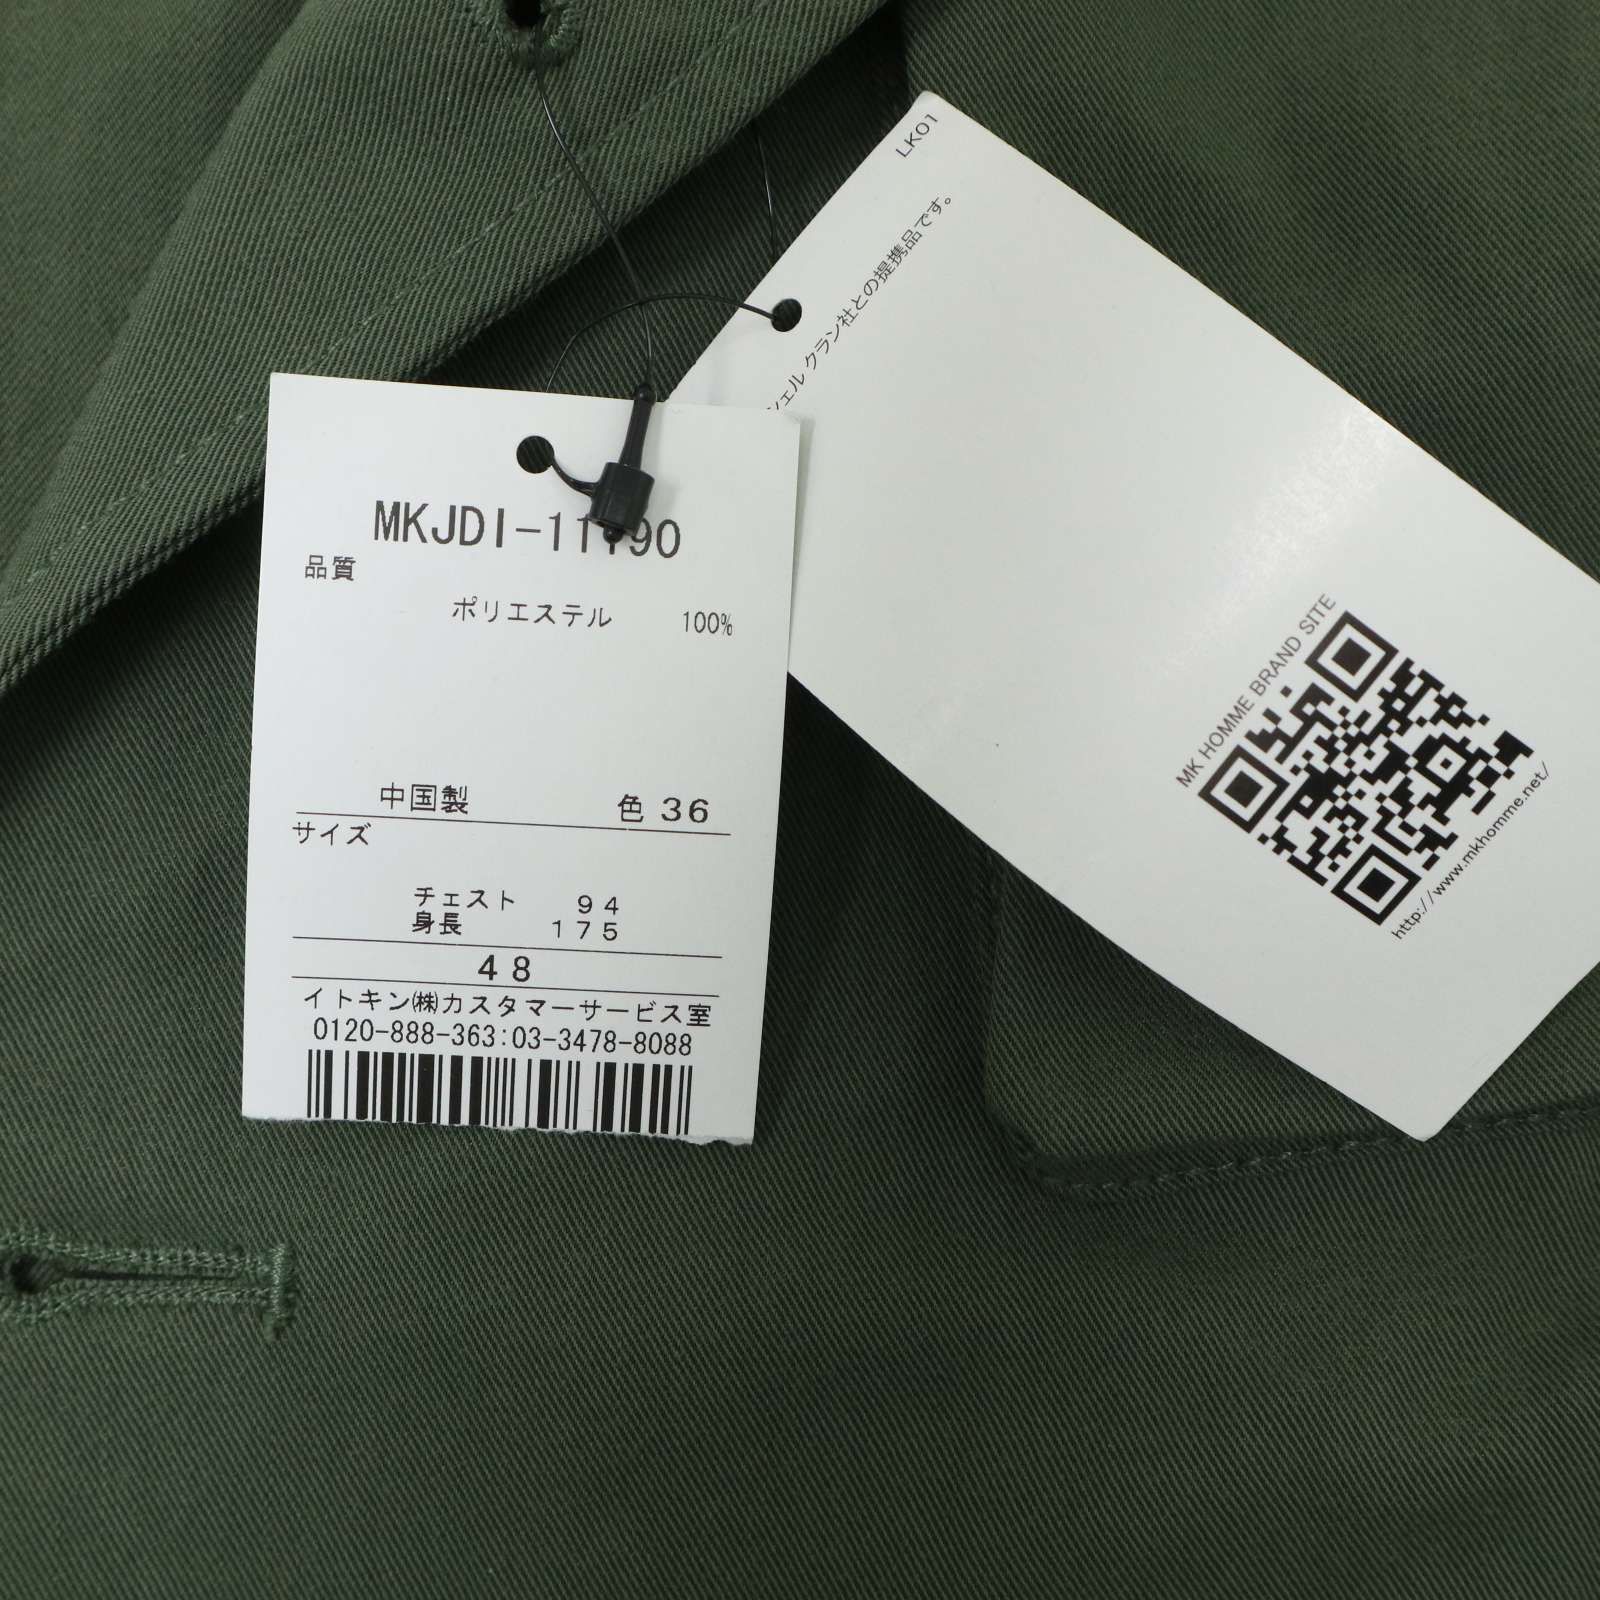 MKJDI-11190
品質
ポリエステル 100%
中国製 色 36
サイズ
チェスト 94
身長 175
48
イトキン㈱カスタマーサービス室
0120-888-363:03-3478-8088
LK01
シェル クラン社との提携品です。
MK HOMME BRAND SITE
http://www.mkhomme.net/